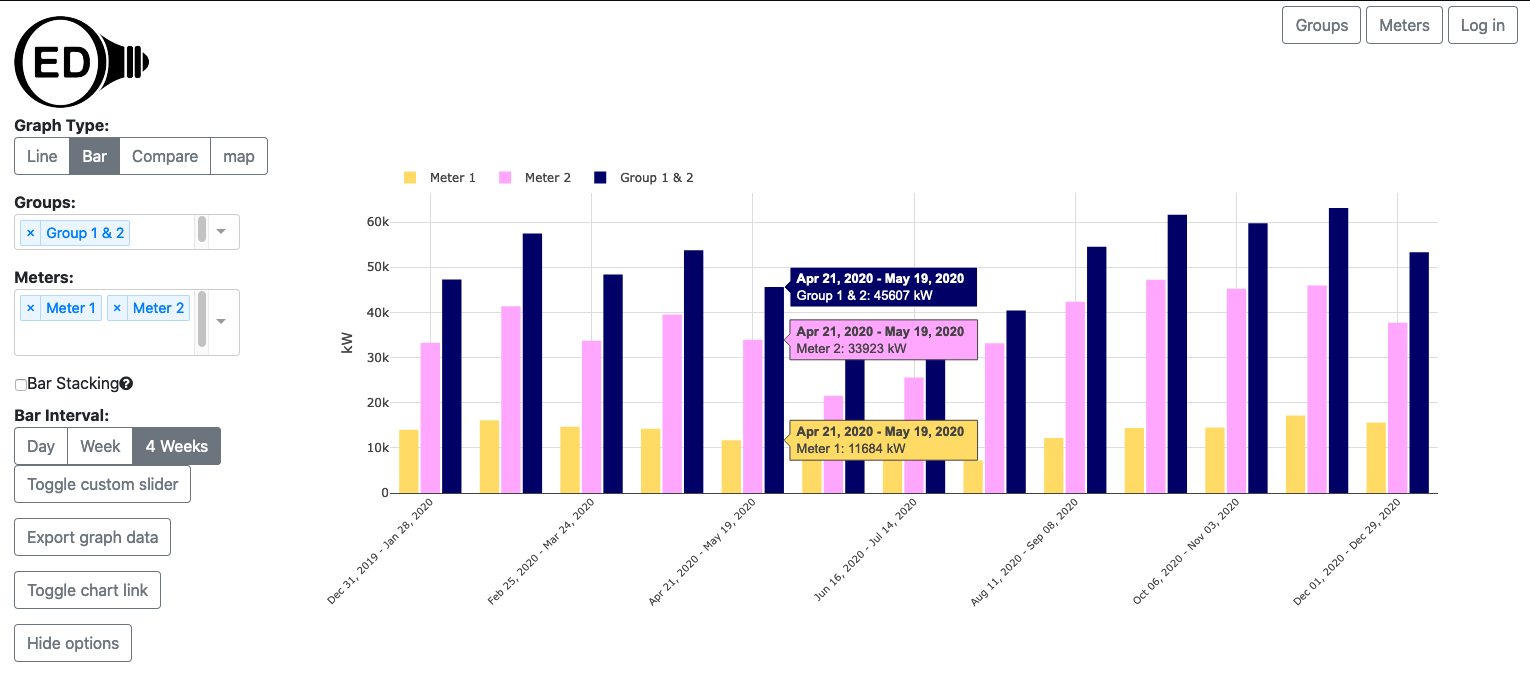 Groups Meters Log in
ED
Graph Type:
Line Bar Compare map
Groups:
× Group 1 & 2
Meters:
× Meter 1 × Meter 2
Bar Stacking?
Bar Interval:
Day Week 4 Weeks
Toggle custom slider
Export graph data
Toggle chart link
Hide options
Meter 1 Meter 2 Group 1 & 2
kW
60k
50k
40k
30k
20k
10k
0
Apr 21, 2020 - May 19, 2020
Group 1 & 2: 45607 kW
Apr 21, 2020 - May 19, 2020
Meter 2: 33923 kW
Apr 21, 2020 - May 19, 2020
Meter 1: 11684 kW
Dec 31, 2019 - Jan 28, 2020
Feb 25, 2020 - Mar 24, 2020
Apr 21, 2020 - May 19, 2020
Jun 16, 2020 - Jul 14, 2020
Aug 11, 2020 - Sep 08, 2020
Oct 06, 2020 - Nov 03, 2020
Dec 01, 2020 - Dec 29, 2020